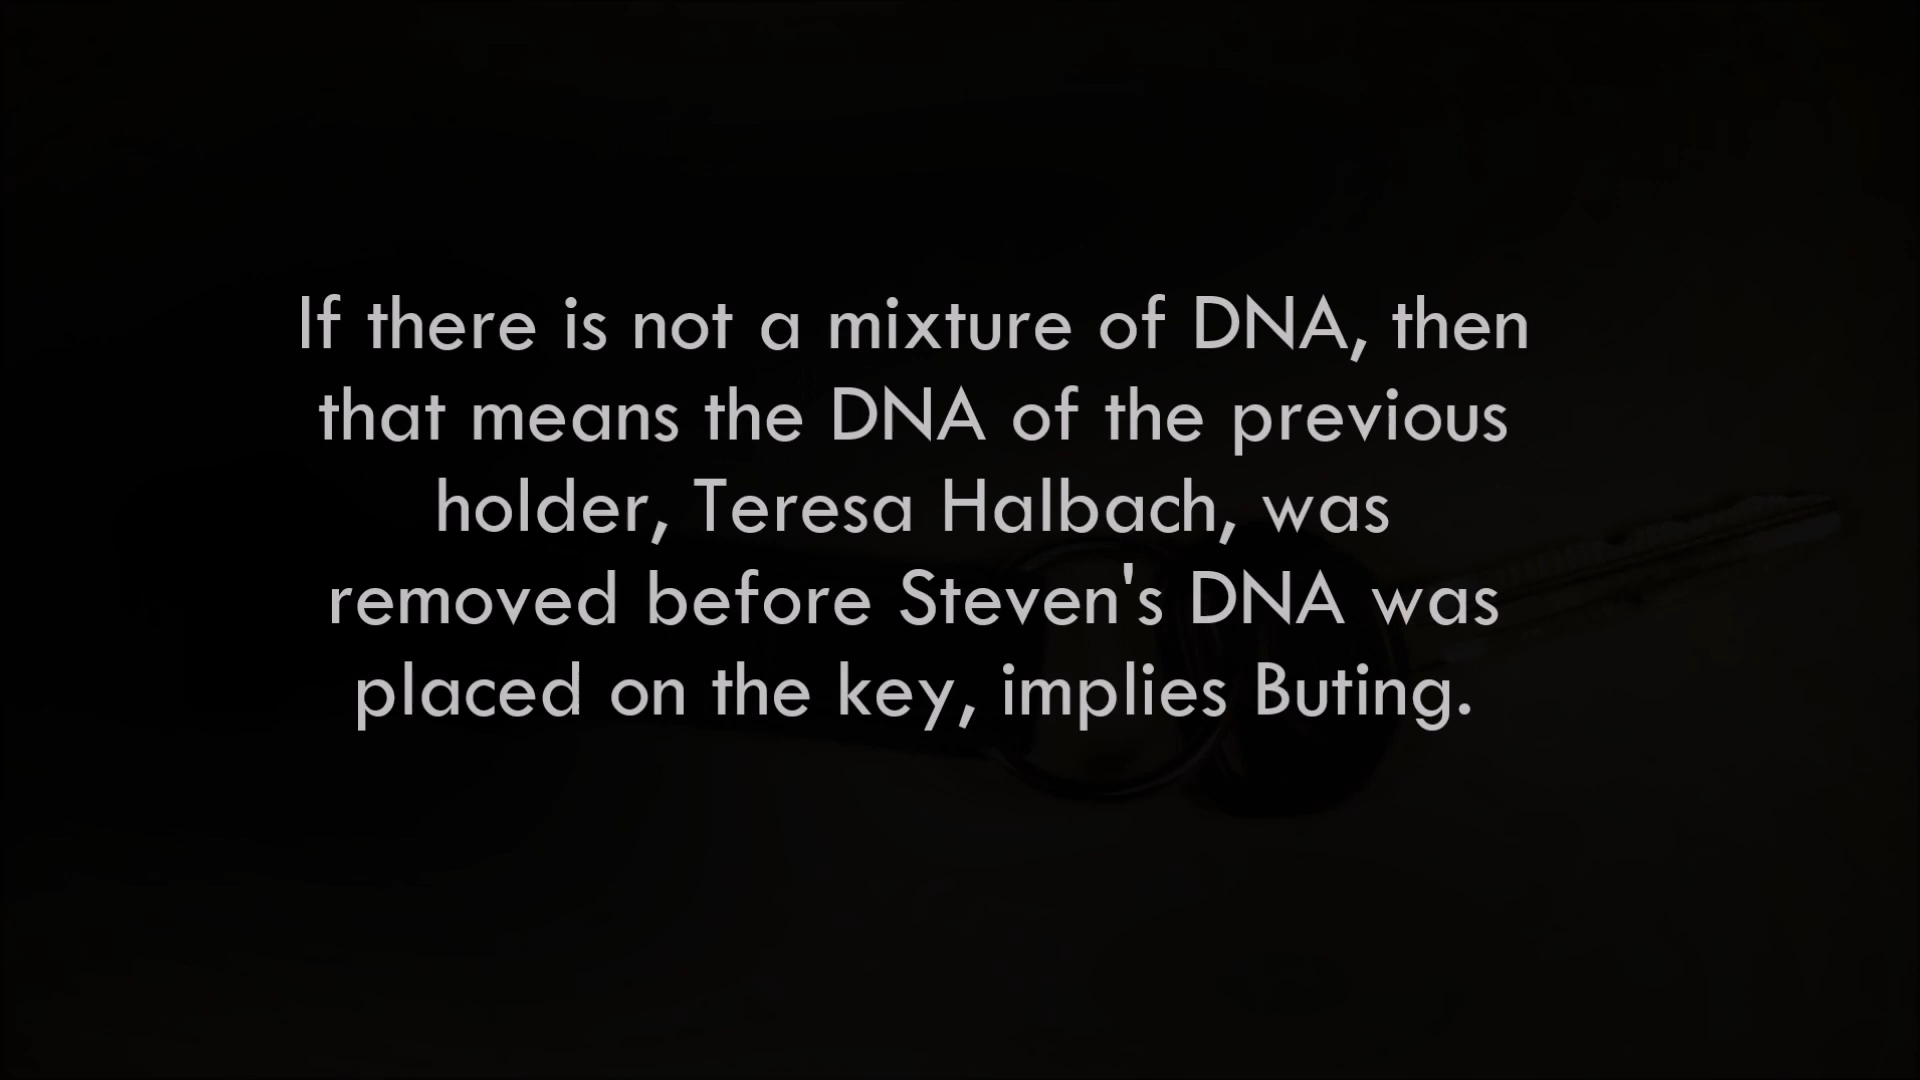 If there is not a mixture of DNA, then
that means the DNA of the previous
holder, Teresa Halbach, was
removed before Steven's DNA was
placed on the key, implies Buting.